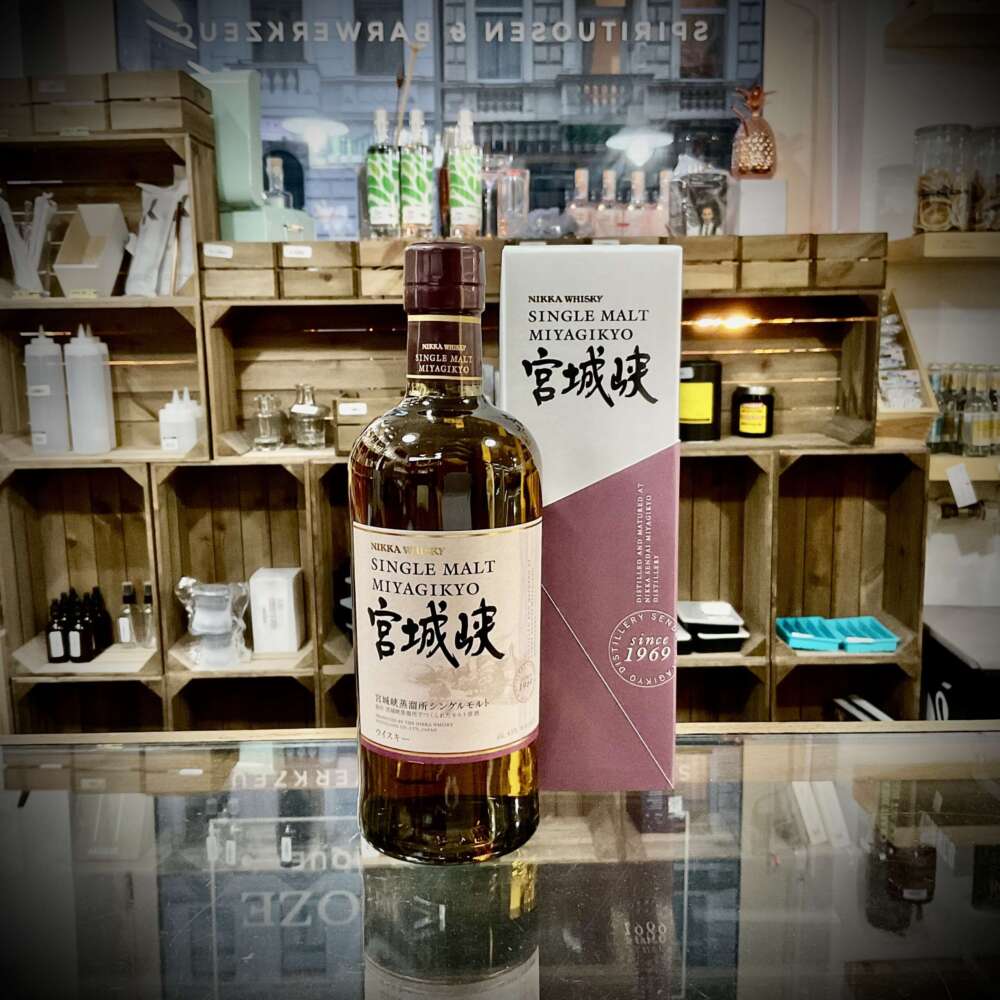 SPIRITUOSEN & BARWERKZEUG
NIKKA WHISKY
SINGLE MALT
MIYAGIKYO
宮城峡
DISTILLED AND MATURED AT
NIKKA SENDAI MIYAGIKYO
DISTILLERY
since
1969
NIKKA WHISKY
SINGLE MALT
MIYAGIKYO
NIKKA WHISKY
SINGLE MALT
MIYAGIKYO
宮城峡
宮城峡蒸溜所シングルモルト
ウイスキー